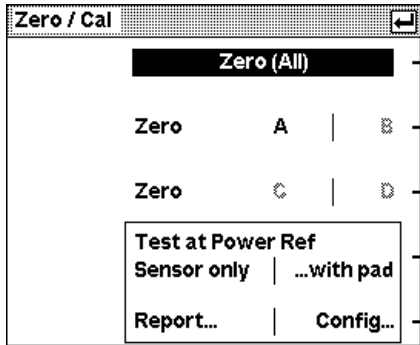 Zero / Cal
Zero (All)
Zero A | B
Zero C | D
Test at Power Ref
Sensor only | ...with pad
Report... | Config...